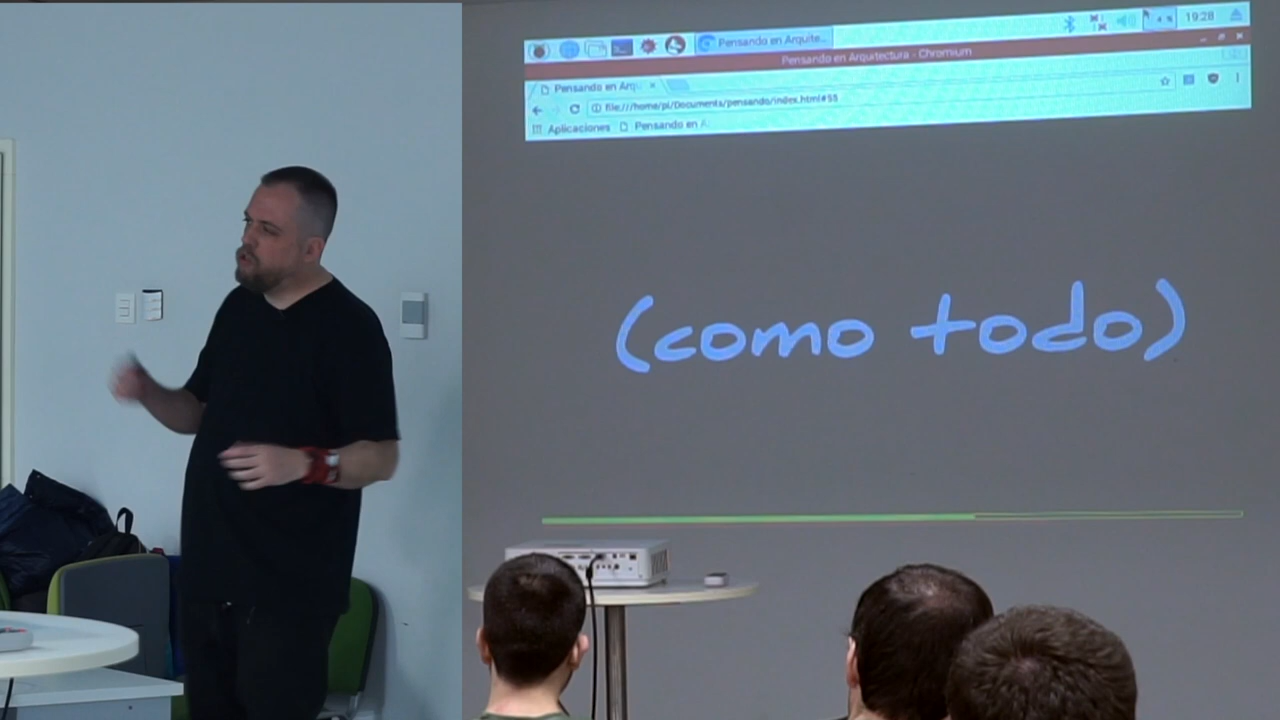 Pensando en Arquite...
19:28
Pensando en Arquitectura - Chromium
Pensando en Arqu
file:///home/pi/Documents/pensando/index.html#55
Aplicaciones
Pensando en A
(como todo)